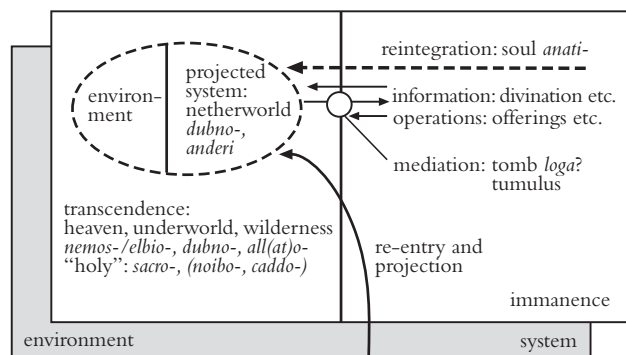 reintegration: soul anati-
environ-
ment
projected
system:
netherworld
dubno-,
anderi
information: divination etc.
operations: offerings etc.
mediation: tomb loga?
tumulus
transcendence:
heaven, underworld, wilderness
nemos-/elbio-, dubno-, all(at)o-
“holy”: sacro-, (noibo-, caddo-)
re-entry and
projection
immanence
environment
system